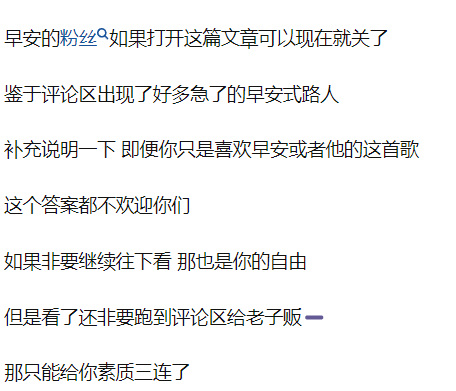 早安的粉丝如果打开这篇文章可以现在就关了
鉴于评论区出现了好多急了的早安式路人
补充说明一下 即便你只是喜欢早安或者他的这首歌
这个答案都不欢迎你们
如果非要继续往下看 那也是你的自由
但是看了还非要跑到评论区给老子贩
那只能给你素质三连了